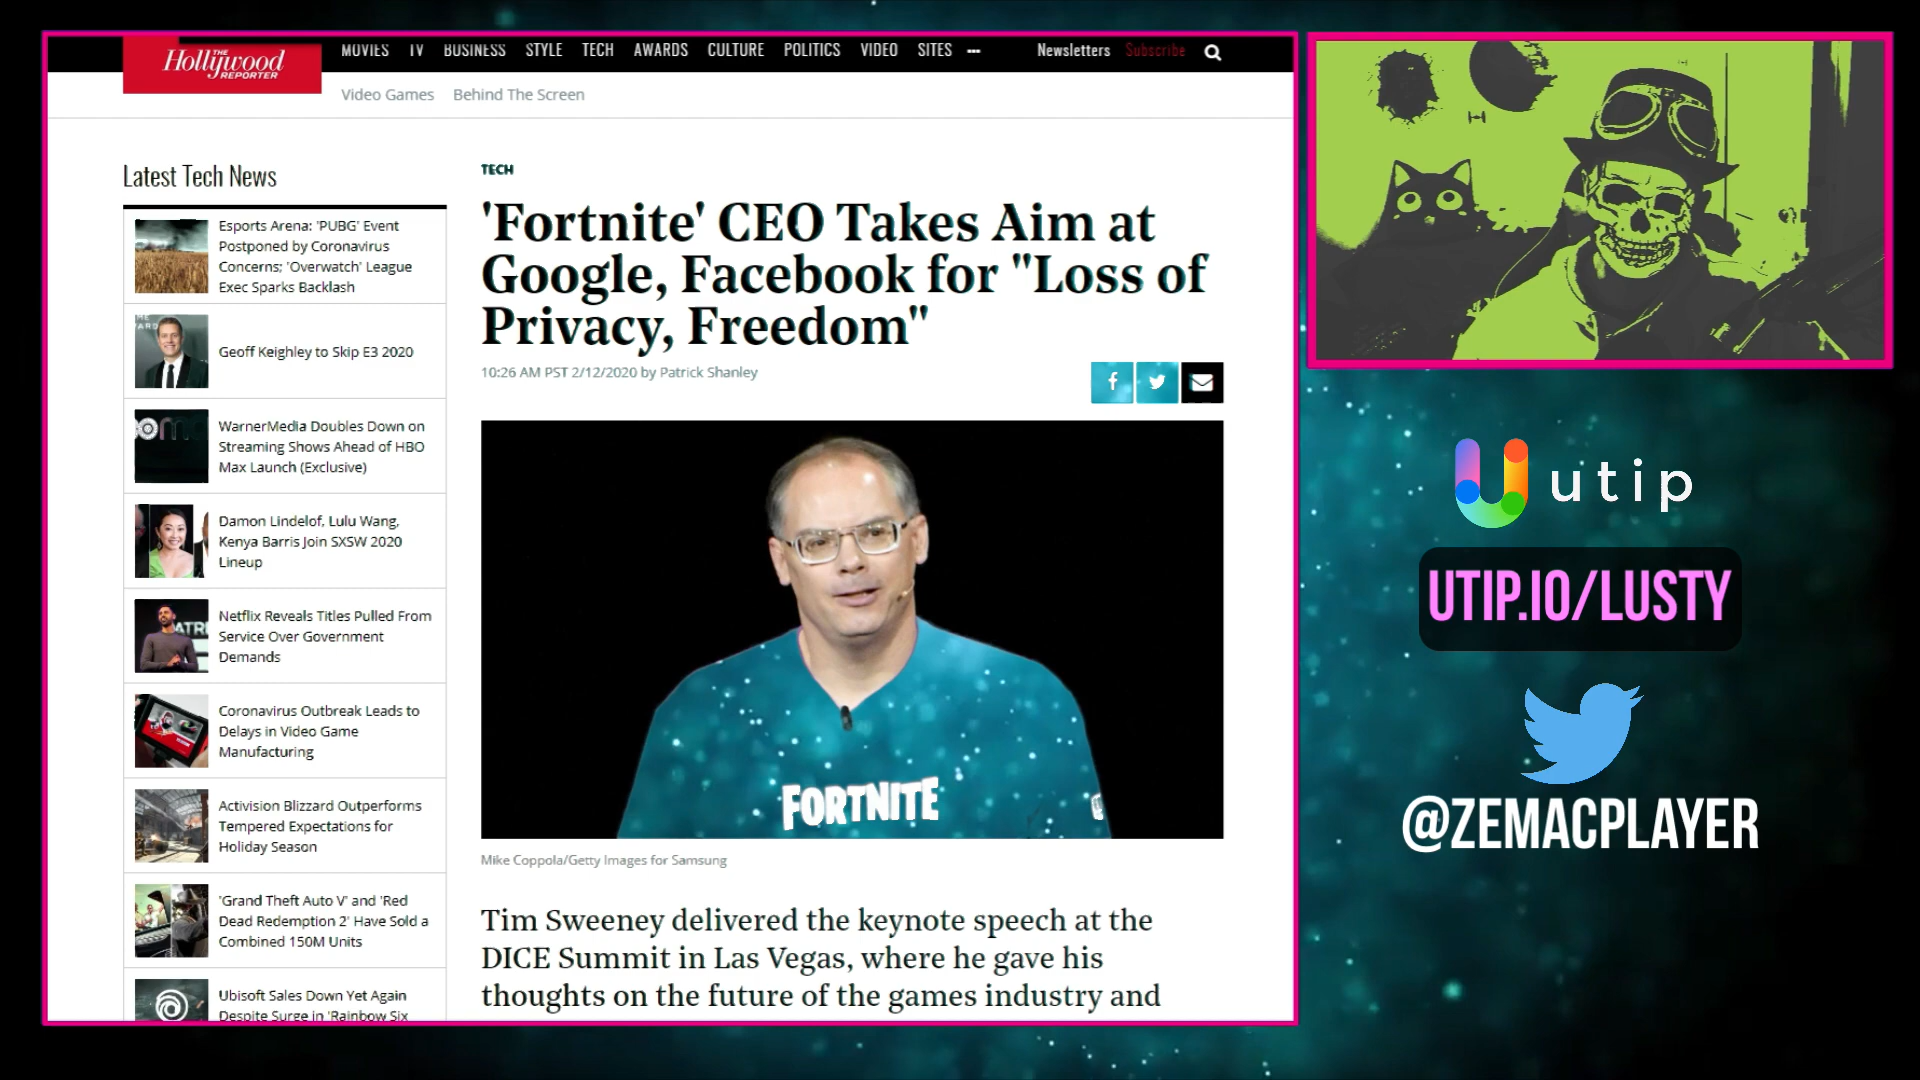 THE
Hollywood
REPORTER
MOVIES TV BUSINESS STYLE TECH AWARDS CULTURE POLITICS VIDEO SITES ••• Newsletters Subscribe
Video Games Behind The Screen
Latest Tech News
Esports Arena: 'PUBG' Event
Postponed by Coronavirus
Concerns; 'Overwatch' League
Exec Sparks Backlash
Geoff Keighley to Skip E3 2020
WarnerMedia Doubles Down on
Streaming Shows Ahead of HBO
Max Launch (Exclusive)
Damon Lindelof, Lulu Wang,
Kenya Barris Join SXSW 2020
Lineup
Netflix Reveals Titles Pulled From
Service Over Government
Demands
Coronavirus Outbreak Leads to
Delays in Video Game
Manufacturing
Activision Blizzard Outperforms
Tempered Expectations for
Holiday Season
'Grand Theft Auto V' and 'Red
Dead Redemption 2' Have Sold a
Combined 150M Units
Ubisoft Sales Down Yet Again
Despite Surge in 'Rainbow Six
TECH
'Fortnite' CEO Takes Aim at
Google, Facebook for "Loss of
Privacy, Freedom"
10:26 AM PST 2/12/2020 by Patrick Shanley
FORTNITE
Mike Coppola/Getty Images for Samsung
Tim Sweeney delivered the keynote speech at the
DICE Summit in Las Vegas, where he gave his
thoughts on the future of the games industry and
utip
UTIP.IO/LUSTY
@ZEMACPLAYER